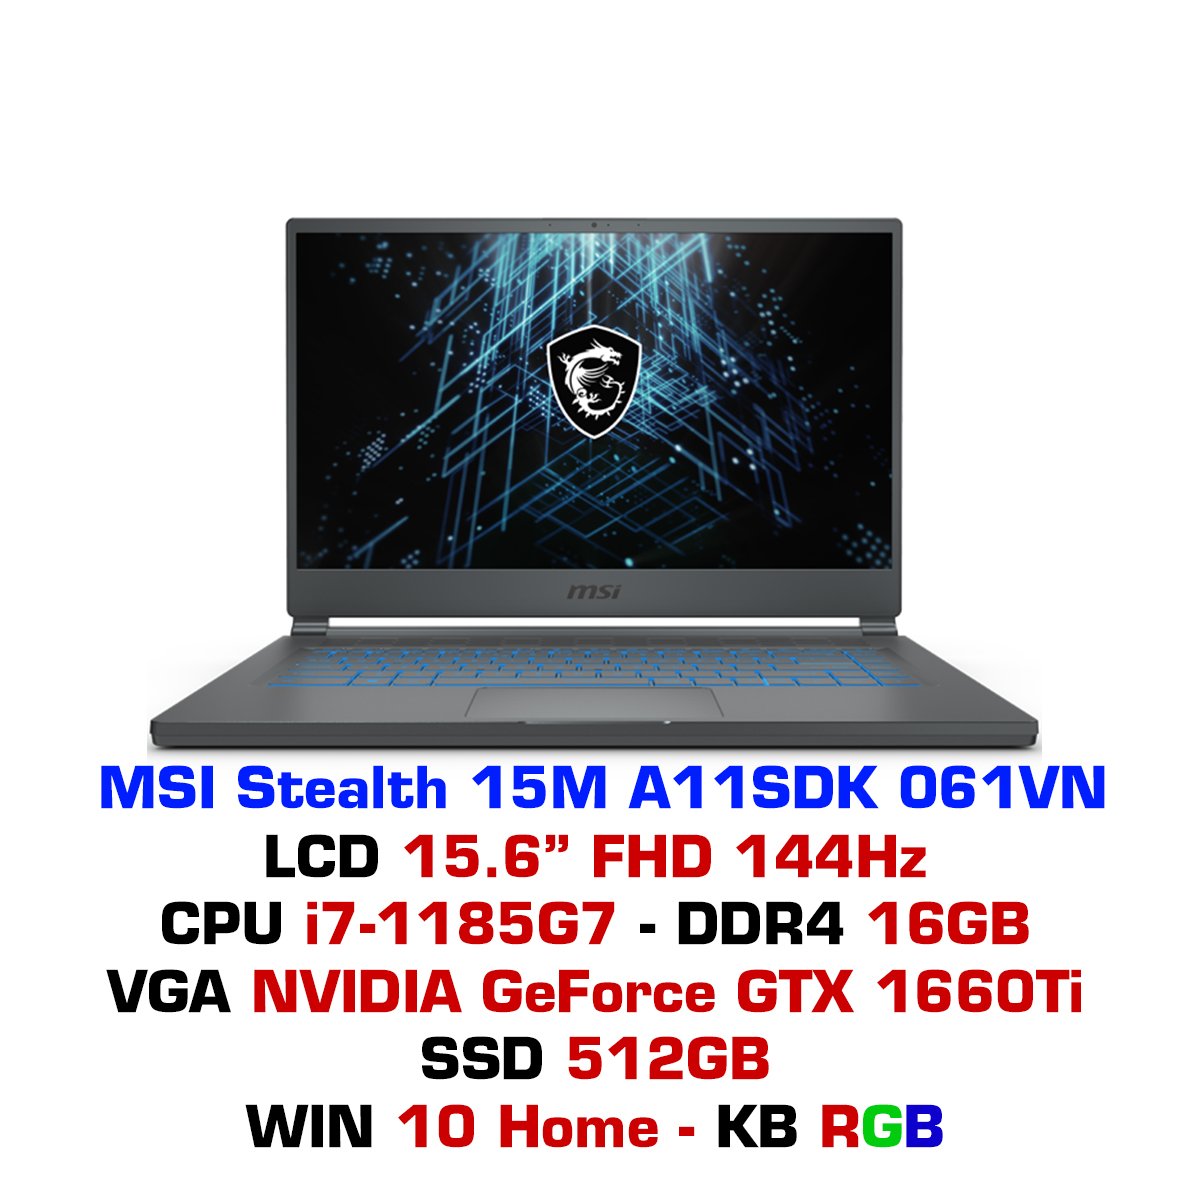 msi
MSI Stealth 15M A11SDK 061VN
LCD 15.6” FHD 144Hz
CPU i7-1185G7 - DDR4 16GB
VGA NVIDIA GeForce GTX 1660Ti
SSD 512GB
WIN 10 Home - KB RGB